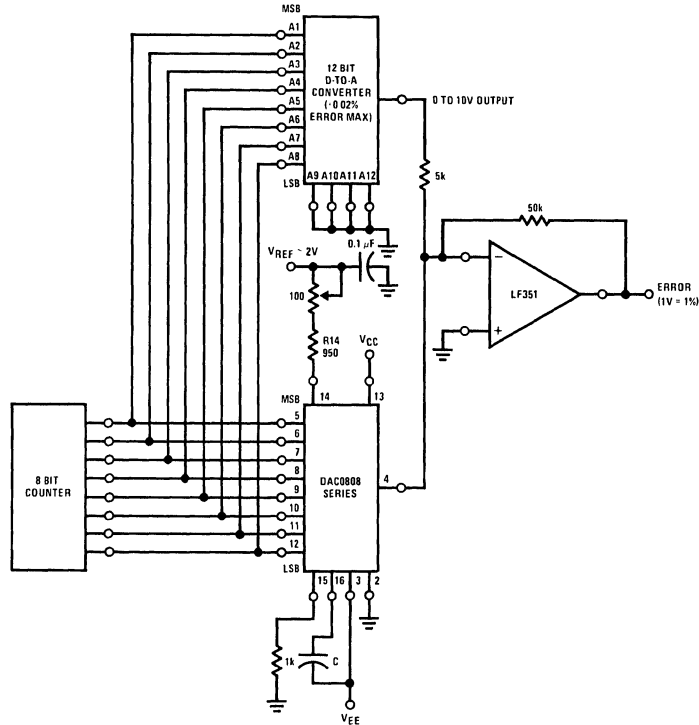 MSB
A1
A2
A3
A4
A5
A6
A7
A8
LSB
12 BIT
D-TO-A
CONVERTER
(·0 02%
ERROR MAX)
A9 A10 A11 A12
0 TO 10V OUTPUT
5k
50k
0.1 μF
VREF ~ 2V
100
R14
950
VCC
LF351
ERROR
(1V = 1%)
MSB
14
13
5
6
7
8
9
10
11
12
LSB
8 BIT
COUNTER
DAC0808
SERIES
4
15 16 3 2
1k
C
VEE